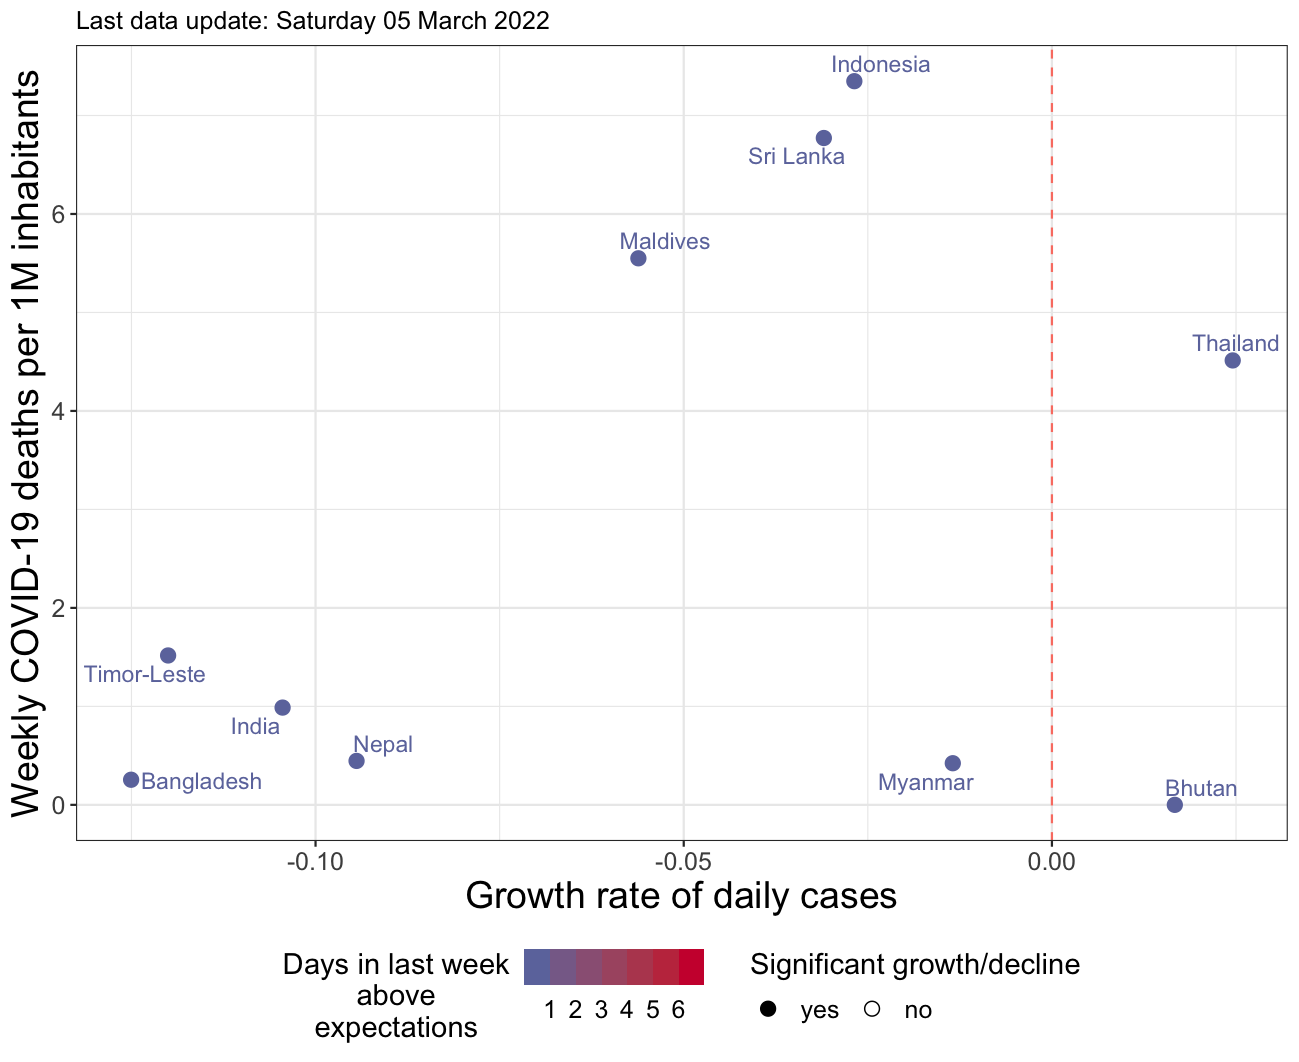 Last data update: Saturday 05 March 2022
Weekly COVID-19 deaths per 1M inhabitants
Indonesia
Sri Lanka
6
Maldives
Thailand
4
2
Timor-Leste
India
Nepal
Bangladesh
Myanmar
Bhutan
0
-0.10 -0.05 0.00
Growth rate of daily cases
Days in last week
above
expectations
1 2 3 4 5 6
Significant growth/decline
yes no